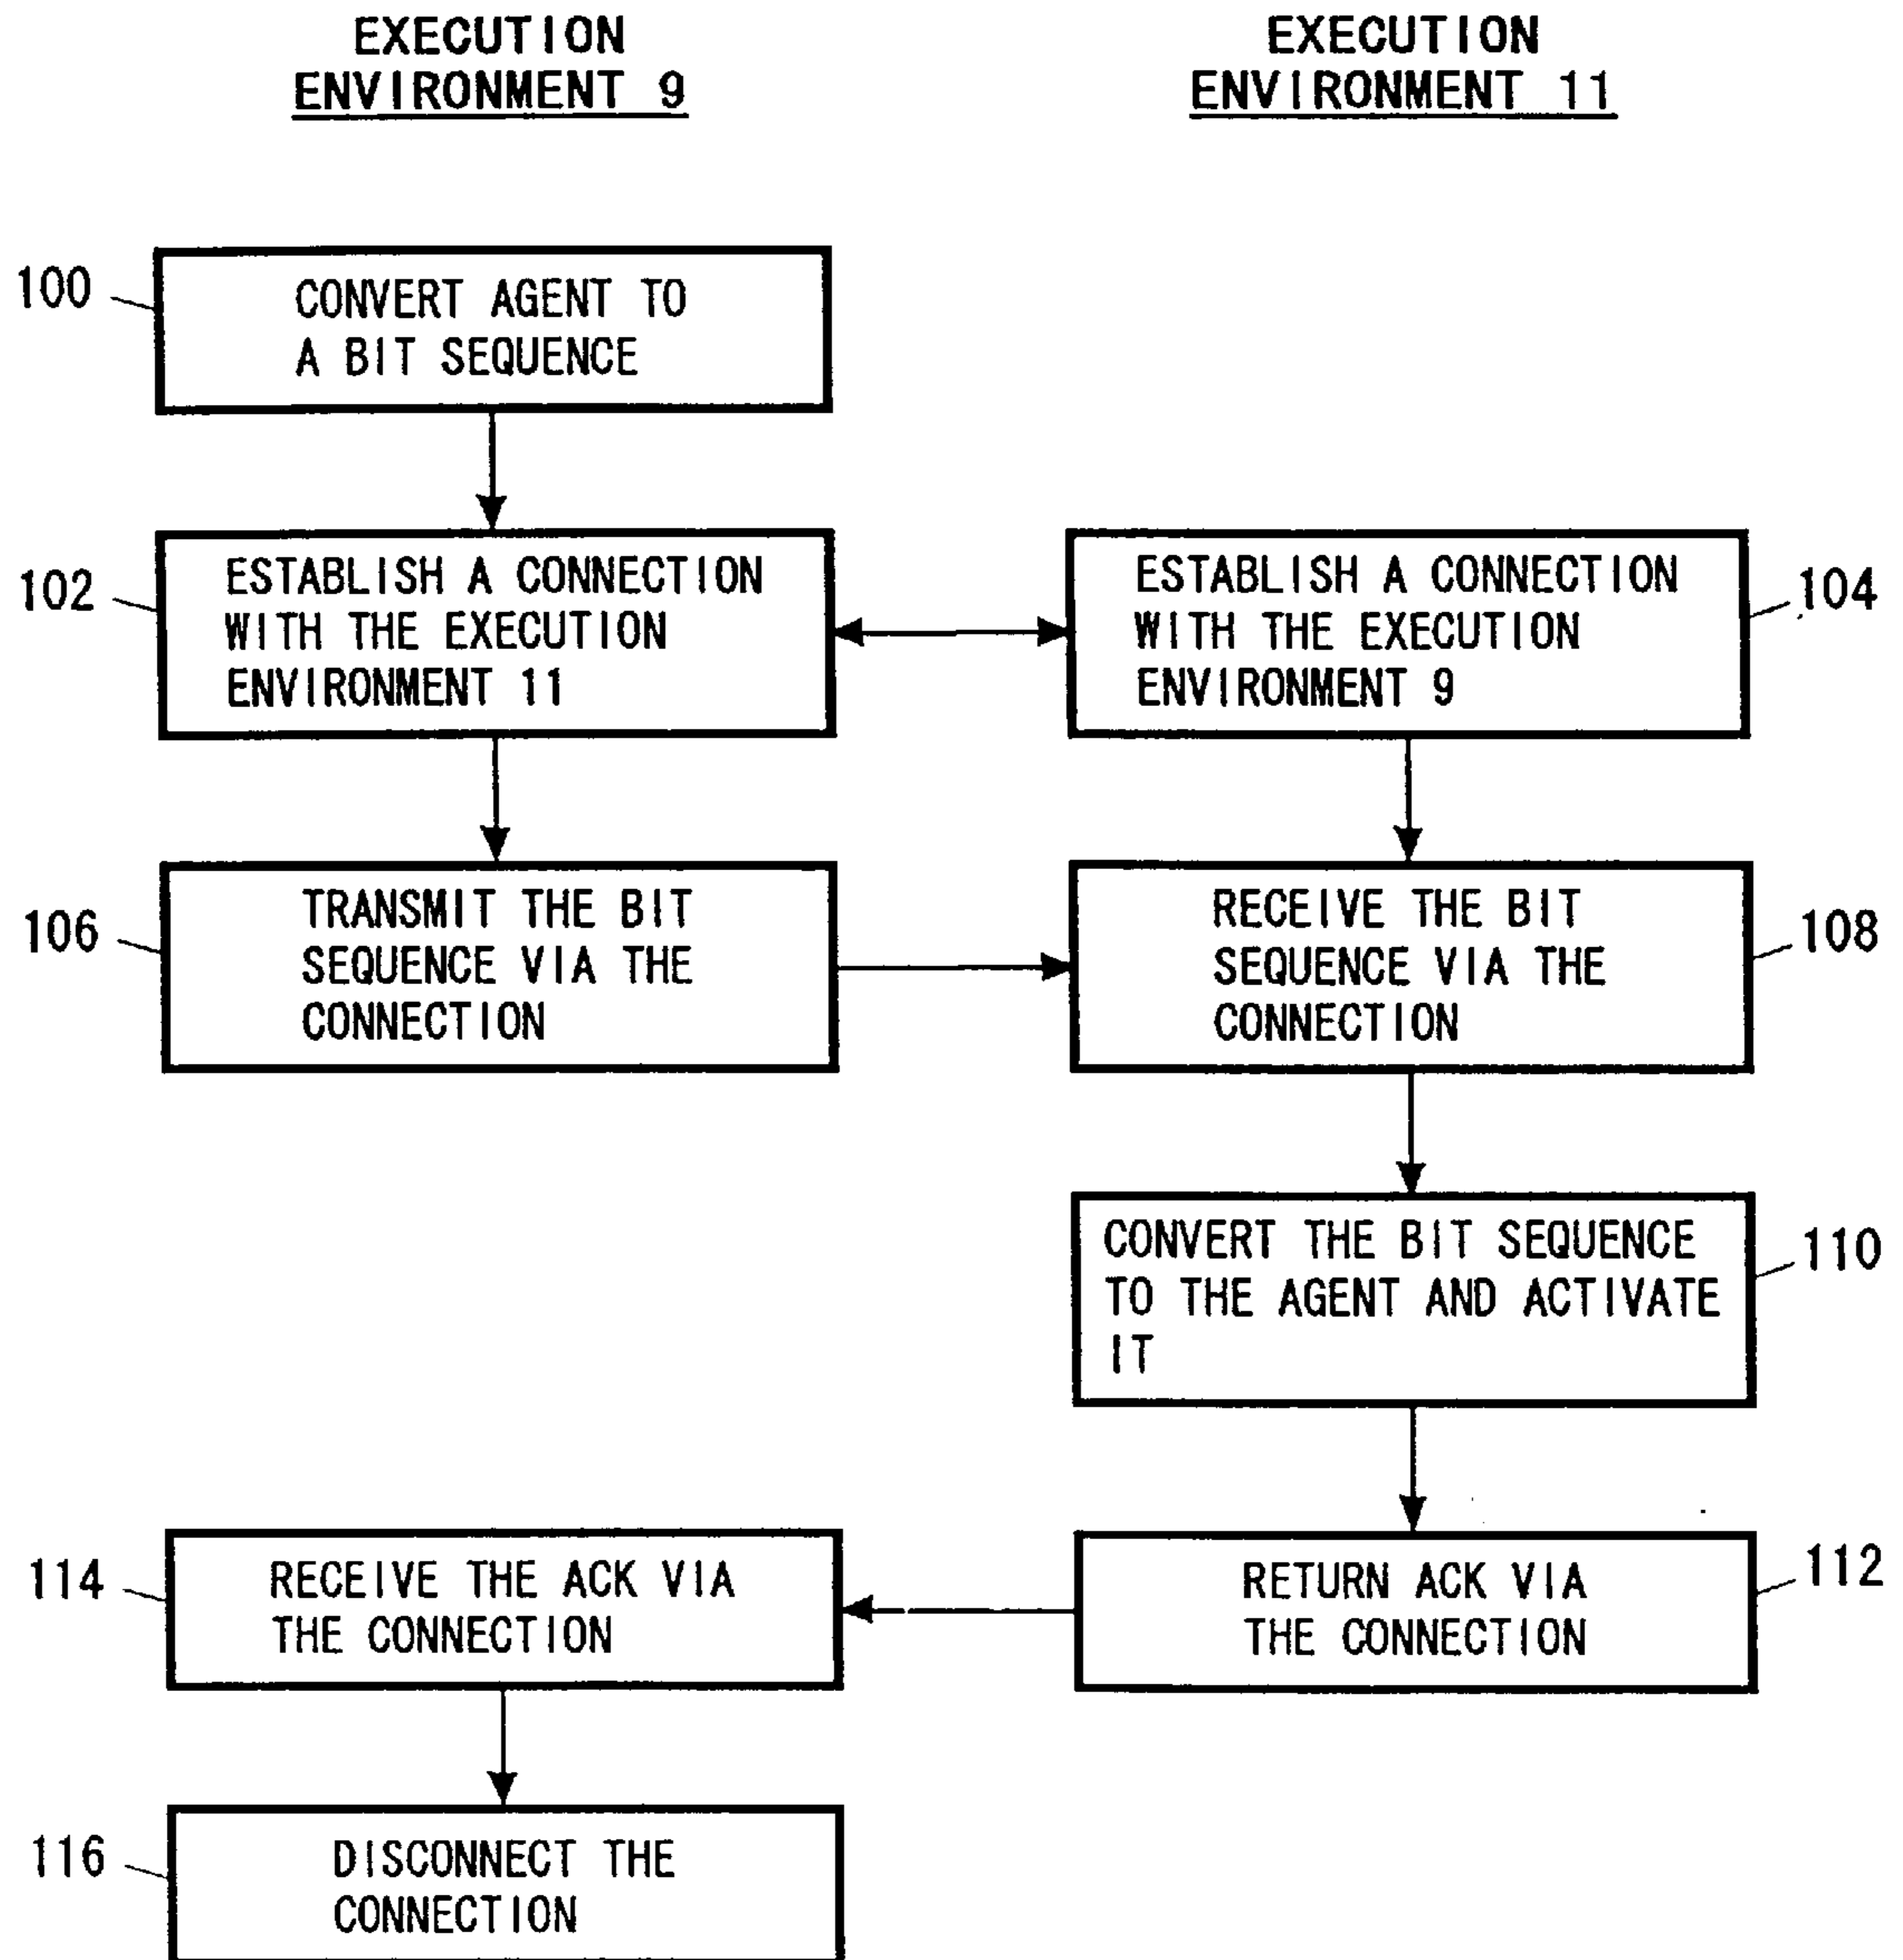 EXECUTION
ENVIRONMENT 9
EXECUTION
ENVIRONMENT 11
100
CONVERT AGENT TO
A BIT SEQUENCE
102
ESTABLISH A CONNECTION
WITH THE EXECUTION
ENVIRONMENT 11
ESTABLISH A CONNECTION
WITH THE EXECUTION
ENVIRONMENT 9
104
106
TRANSMIT THE BIT
SEQUENCE VIA THE
CONNECTION
RECEIVE THE BIT
SEQUENCE VIA THE
CONNECTION
108
CONVERT THE BIT SEQUENCE
TO THE AGENT AND ACTIVATE
IT
110
114
RECEIVE THE ACK VIA
THE CONNECTION
RETURN ACK VIA
THE CONNECTION
112
116
DISCONNECT THE
CONNECTION